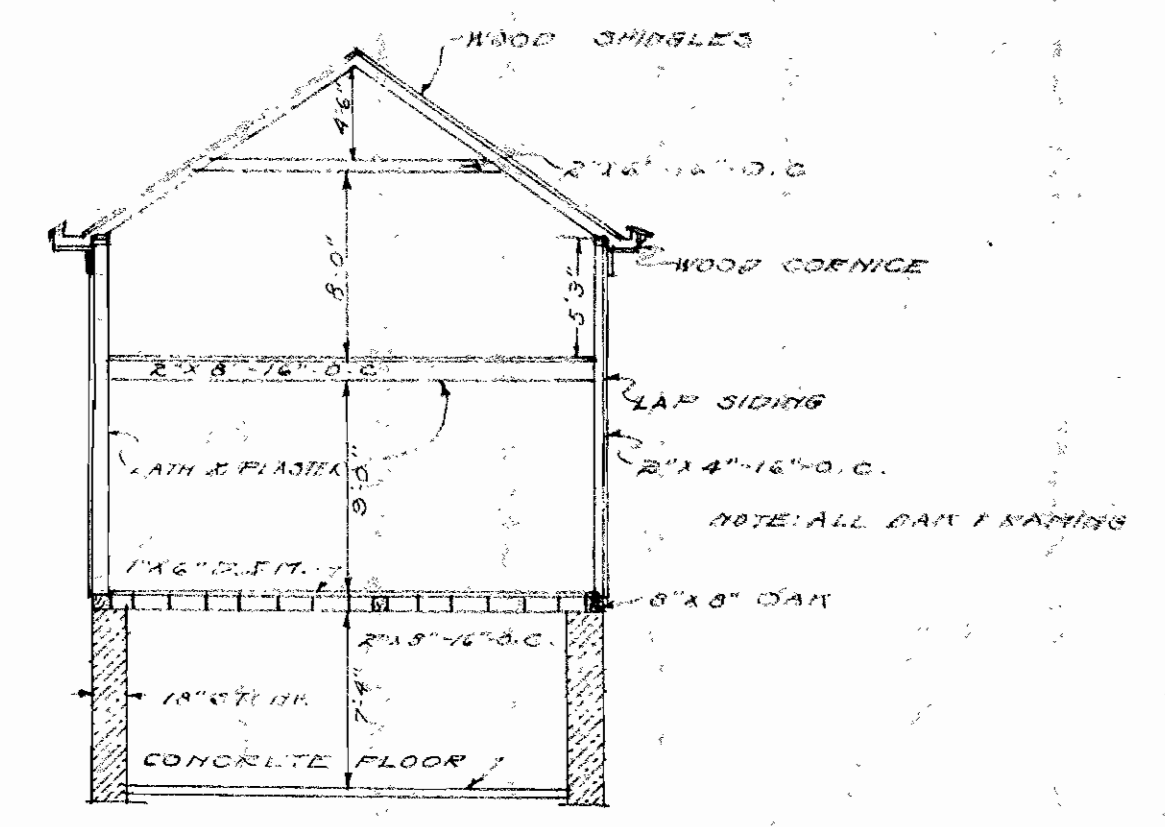 WOOD SHINGLES
4'6"
2"X6"-16"-O.C
8'-0"
5'3"
WOOD CORNICE
2"X8"-16"-O.C
LAP SIDING
LATH & PLASTER
9'-0"
2"X4"-16"-O.C.
NOTE: ALL OAK FRAMING
1"X6" D.& M.
8"X8" OAK
2"X8"-16"-O.C.
18" STONE
7'-4"
CONCRETE FLOOR